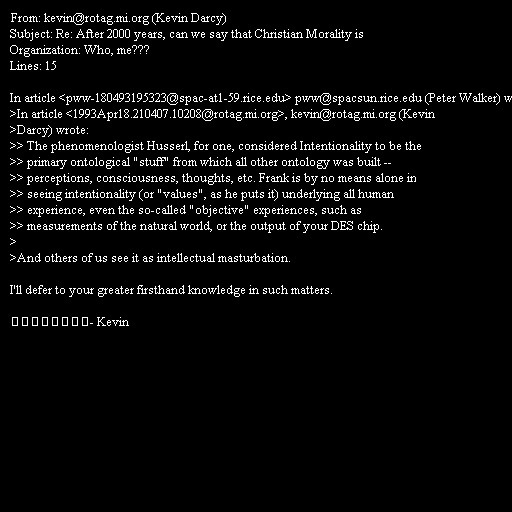 From: kevin@rotag.mi.org (Kevin Darcy)
Subject: Re: After 2000 years, can we say that Christian Morality is
Organization: Who, me???
Lines: 15

In article <pww-180493195323@spac-at1-59.rice.edu> pww@spacsun.rice.edu (Peter Walker) w
>In article <1993Apr18.210407.10208@rotag.mi.org>, kevin@rotag.mi.org (Kevin
>Darcy) wrote:
>> The phenomenologist Husserl, for one, considered Intentionality to be the
>> primary ontological "stuff" from which all other ontology was built --
>> perceptions, consciousness, thoughts, etc. Frank is by no means alone in
>> seeing intentionality (or "values", as he puts it) underlying all human
>> experience, even the so-called "objective" experiences, such as
>> measurements of the natural world, or the output of your DES chip.
>
>And others of us see it as intellectual masturbation.

I'll defer to your greater firsthand knowledge in such matters.

- Kevin